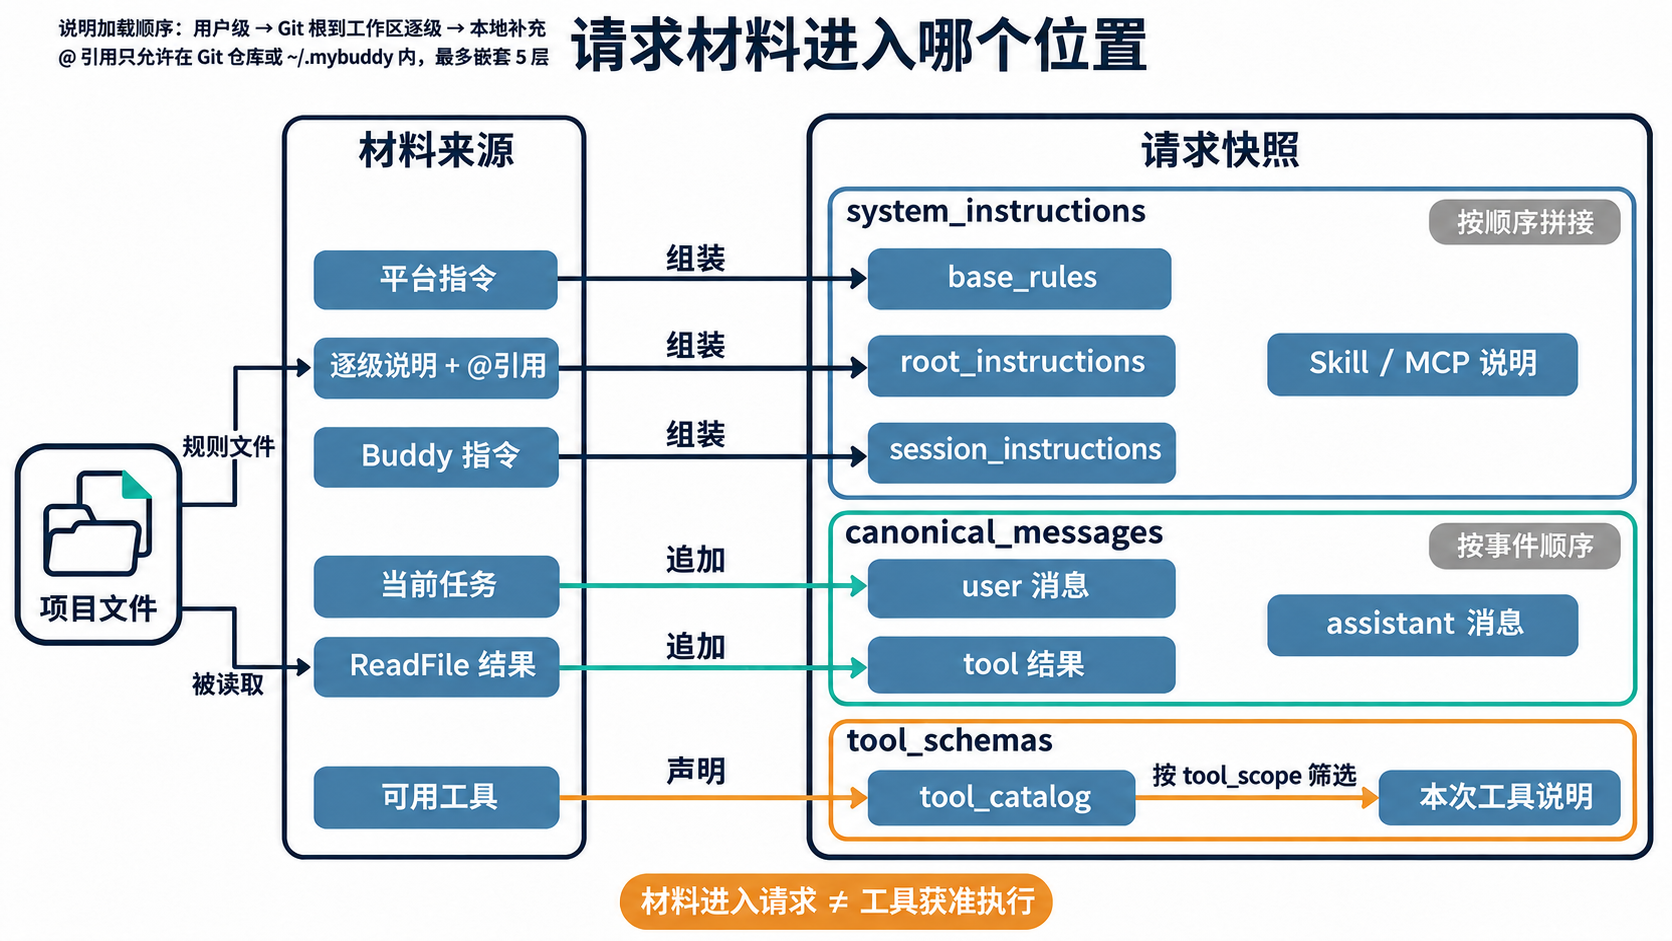 说明加载顺序：用户级 → Git 根到工作区逐级 → 本地补充
@ 引用只允许在 Git 仓库或 ~/.mybuddy 内，最多嵌套 5 层
请求材料进入哪个位置
材料来源
请求快照
system_instructions
按顺序拼接
平台指令
组装
base_rules
逐级说明 + @引用
组装
root_instructions
Skill / MCP 说明
规则文件
Buddy 指令
组装
session_instructions
项目文件
canonical_messages
按事件顺序
当前任务
追加
user 消息
assistant 消息
被读取
ReadFile 结果
追加
tool 结果
tool_schemas
可用工具
声明
tool_catalog
按 tool_scope 筛选
本次工具说明
材料进入请求 ≠ 工具获准执行